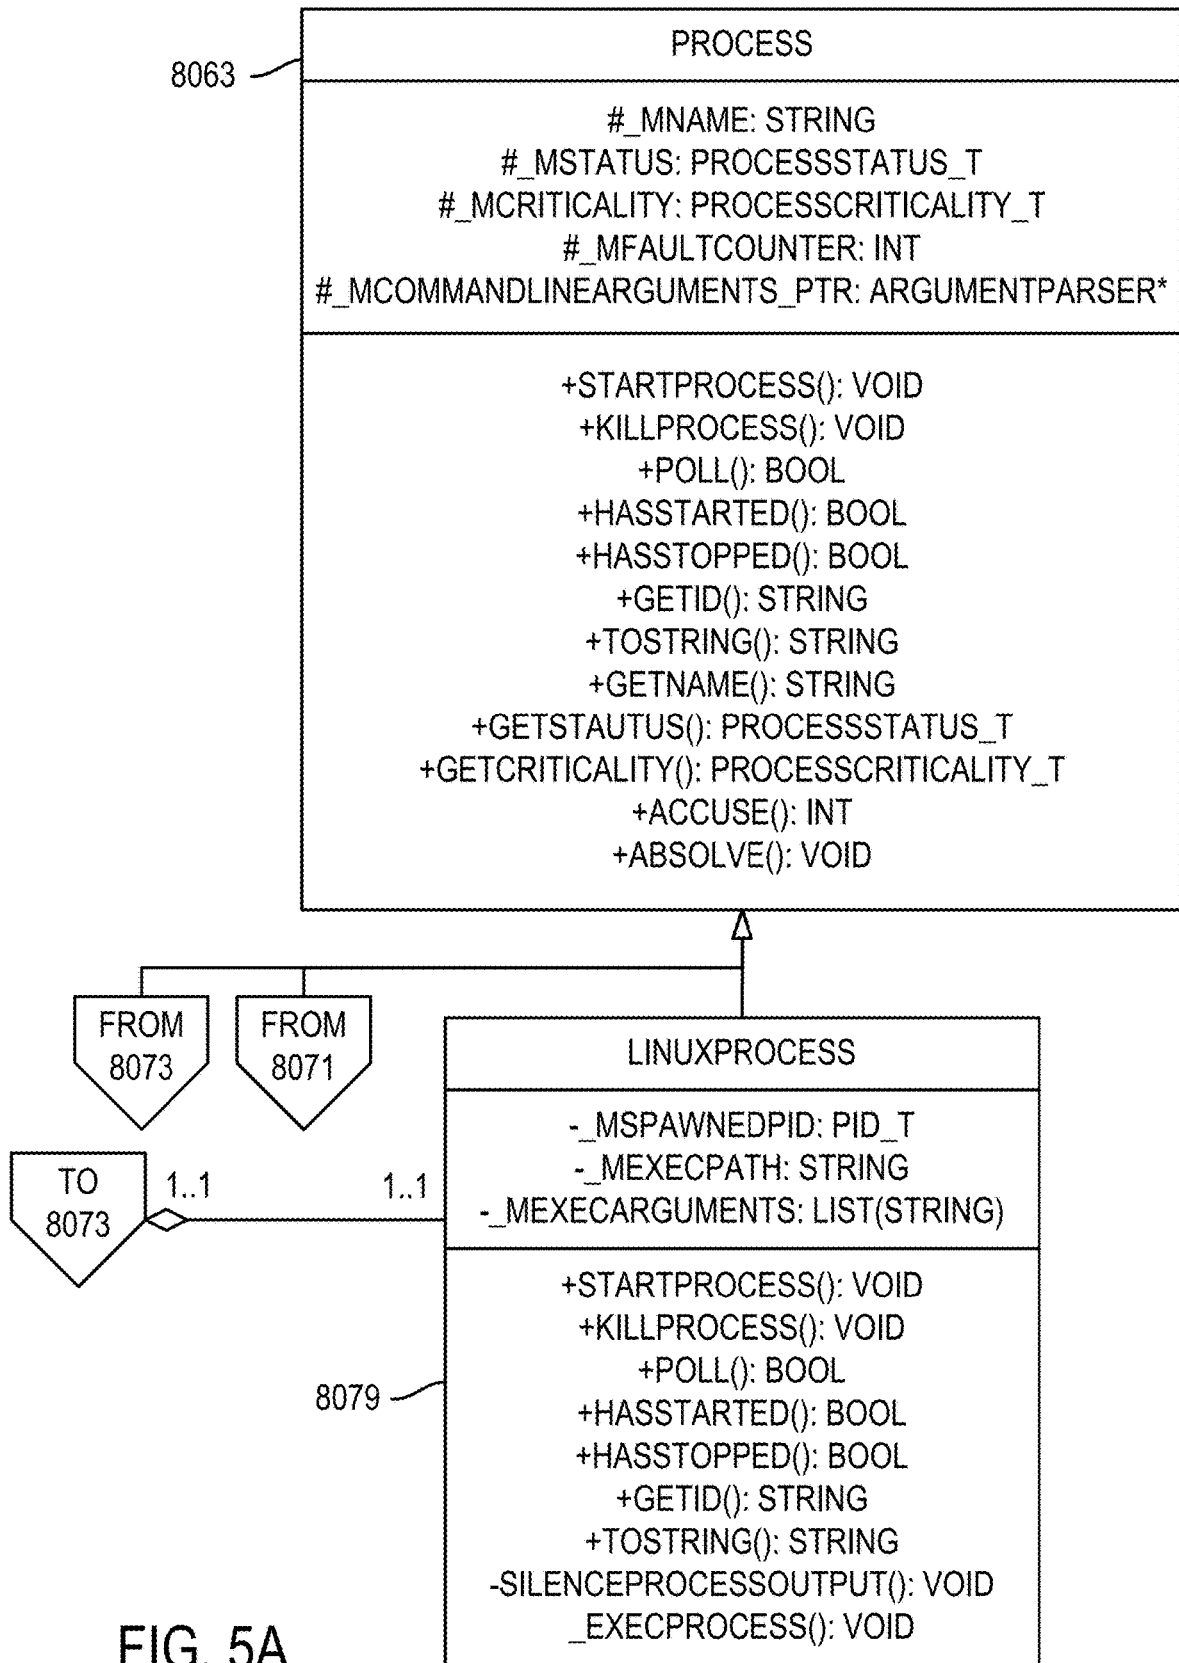 PROCESS
8063
#_MNAME: STRING
#_MSTATUS: PROCESSSTATUS_T
#_MCRITICALITY: PROCESSCRITICALITY_T
#_MFAULTCOUNTER: INT
#_MCOMMANDLINEARGUMENTS_PTR: ARGUMENTPARSER*
+STARTPROCESS(): VOID
+KILLPROCESS(): VOID
+POLL(): BOOL
+HASSTARTED(): BOOL
+HASSTOPPED(): BOOL
+GETID(): STRING
+TOSTRING(): STRING
+GETNAME(): STRING
+GETSTAUTUS(): PROCESSSTATUS_T
+GETCRITICALITY(): PROCESSCRITICALITY_T
+ACCUSE(): INT
+ABSOLVE(): VOID
FROM
8073
FROM
8071
LINUXPROCESS
-_MSPAWNEDPID: PID_T
-_MEXECPATH: STRING
-_MEXECARGUMENTS: LIST(STRING)
TO
8073
1..1
1..1
+STARTPROCESS(): VOID
+KILLPROCESS(): VOID
+POLL(): BOOL
8079
+HASSTARTED(): BOOL
+HASSTOPPED(): BOOL
+GETID(): STRING
+TOSTRING(): STRING
-SILENCEPROCESSOUTPUT(): VOID
_EXECPROCESS(): VOID
FIG. 5A